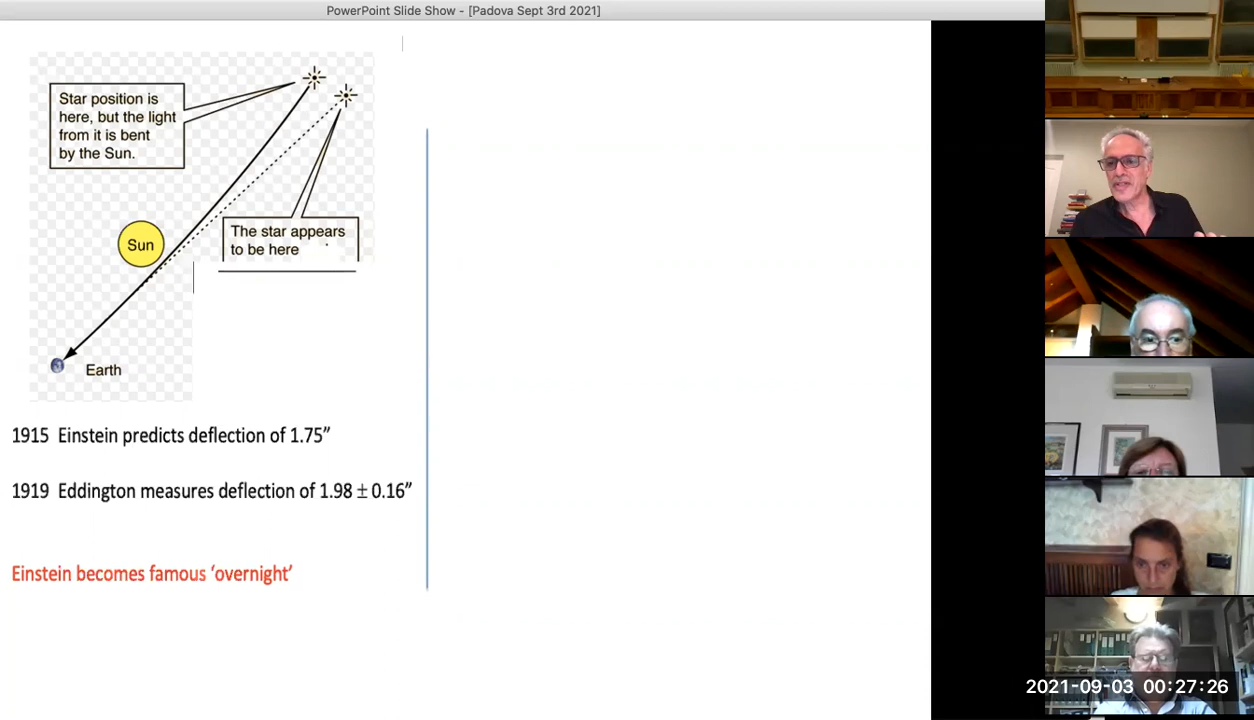 PowerPoint Slide Show - [Padova Sept 3rd 2021]
Star position is
here, but the light
from it is bent
by the Sun.
The star appears
to be here
Sun
Earth
1915 Einstein predicts deflection of 1.75”
1919 Eddington measures deflection of 1.98 ± 0.16”
Einstein becomes famous ‘overnight’
2021-09-03 00:27:26